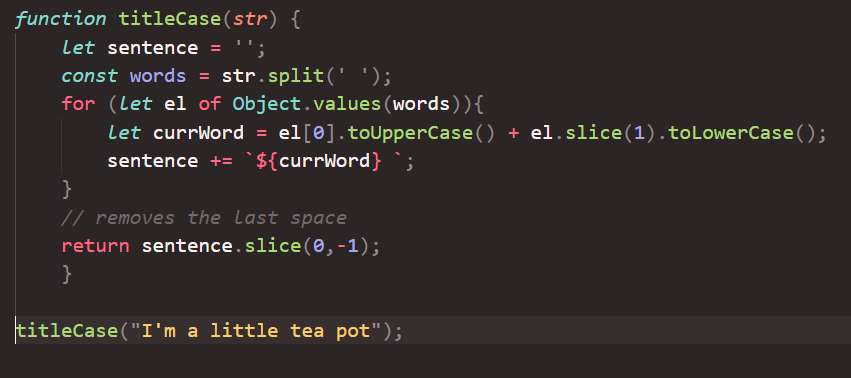 function titleCase(str) {
    let sentence = '';
    const words = str.split(' ');
    for (let el of Object.values(words)){
        let currWord = el[0].toUpperCase() + el.slice(1).toLowerCase();
        sentence += `${currWord} `;
    }
    // removes the last space
    return sentence.slice(0,-1);
    }

titleCase("I'm a little tea pot");